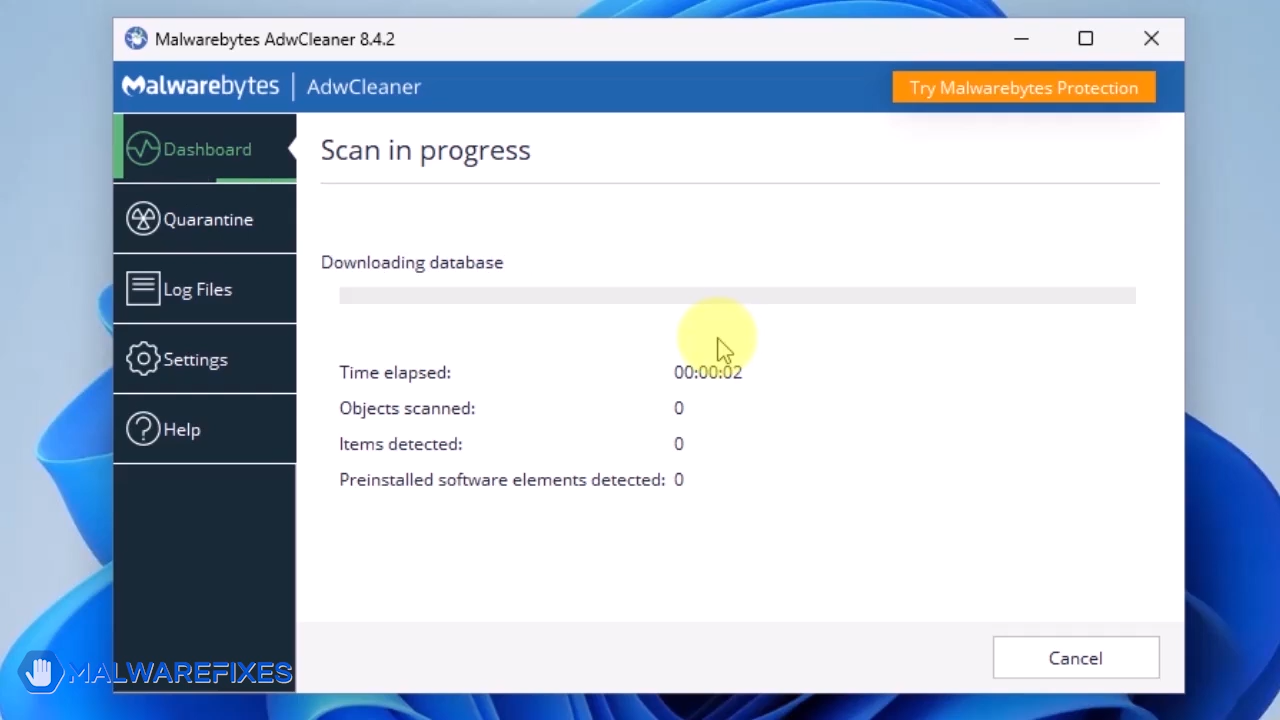 Malwarebytes AdwCleaner 8.4.2
Malwarebytes | AdwCleaner
Try Malwarebytes Protection
Dashboard
Quarantine
Log Files
Settings
Help
Scan in progress
Downloading database
Time elapsed: 00:00:02
Objects scanned: 0
Items detected: 0
Preinstalled software elements detected: 0
Cancel
MALWAREFIXES